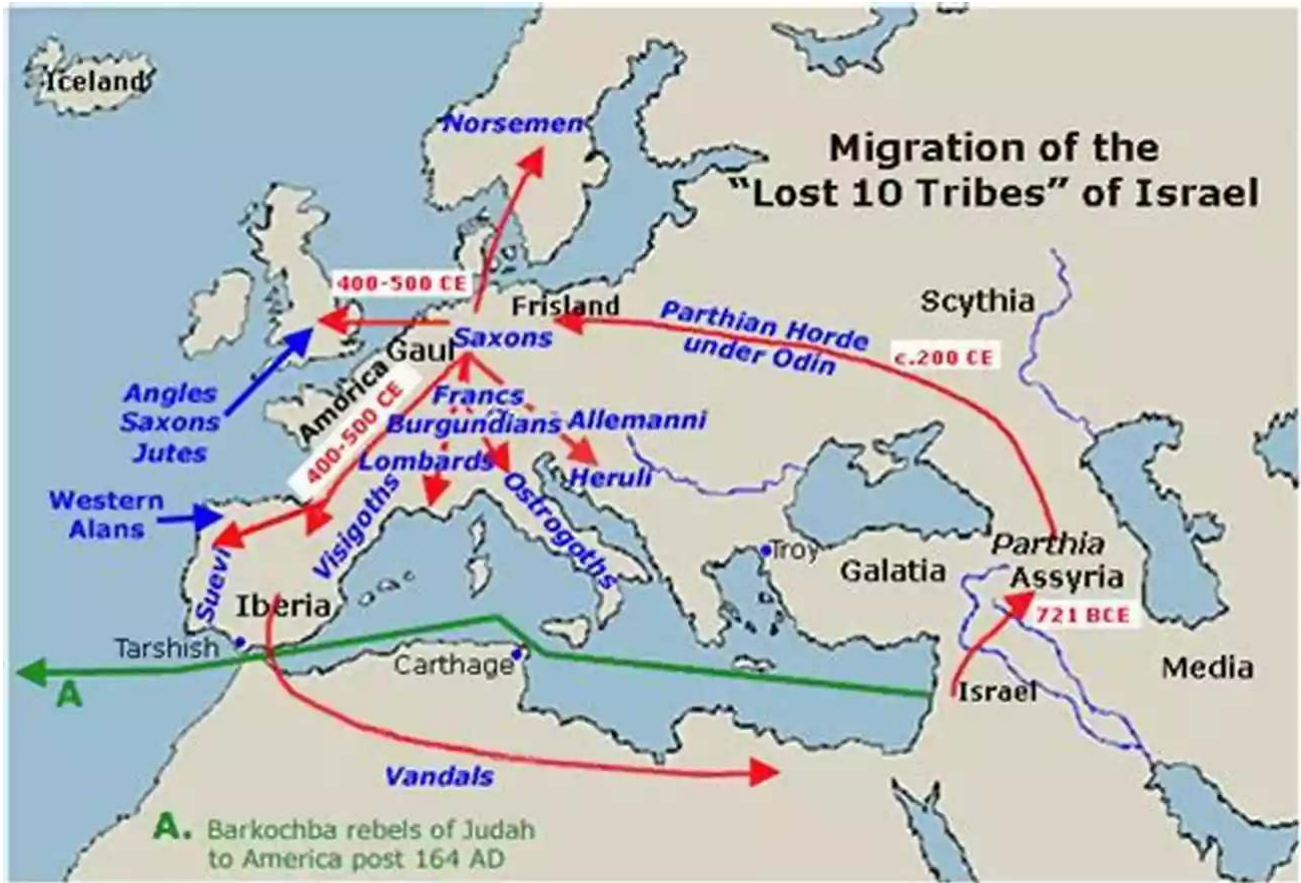 Iceland
Norsemen
Migration of the
“Lost 10 Tribes” of Israel
400-500 CE
Frisland
Scythia
Parthian Horde
under Odin
c.200 CE
Saxons
Gaul
Amorica
400-500 CE
Angles
Saxons
Jutes
Francs
Burgundians
Allemanni
Lombards
Heruli
Western
Alans
Visigoths
Ostrogoths
Suevi
Iberia
Troy
Galatia
Parthia
Assyria
721 BCE
Tarshish
Carthage
Media
Israel
A
Vandals
A. Barkochba rebels of Judah
to America post 164 AD